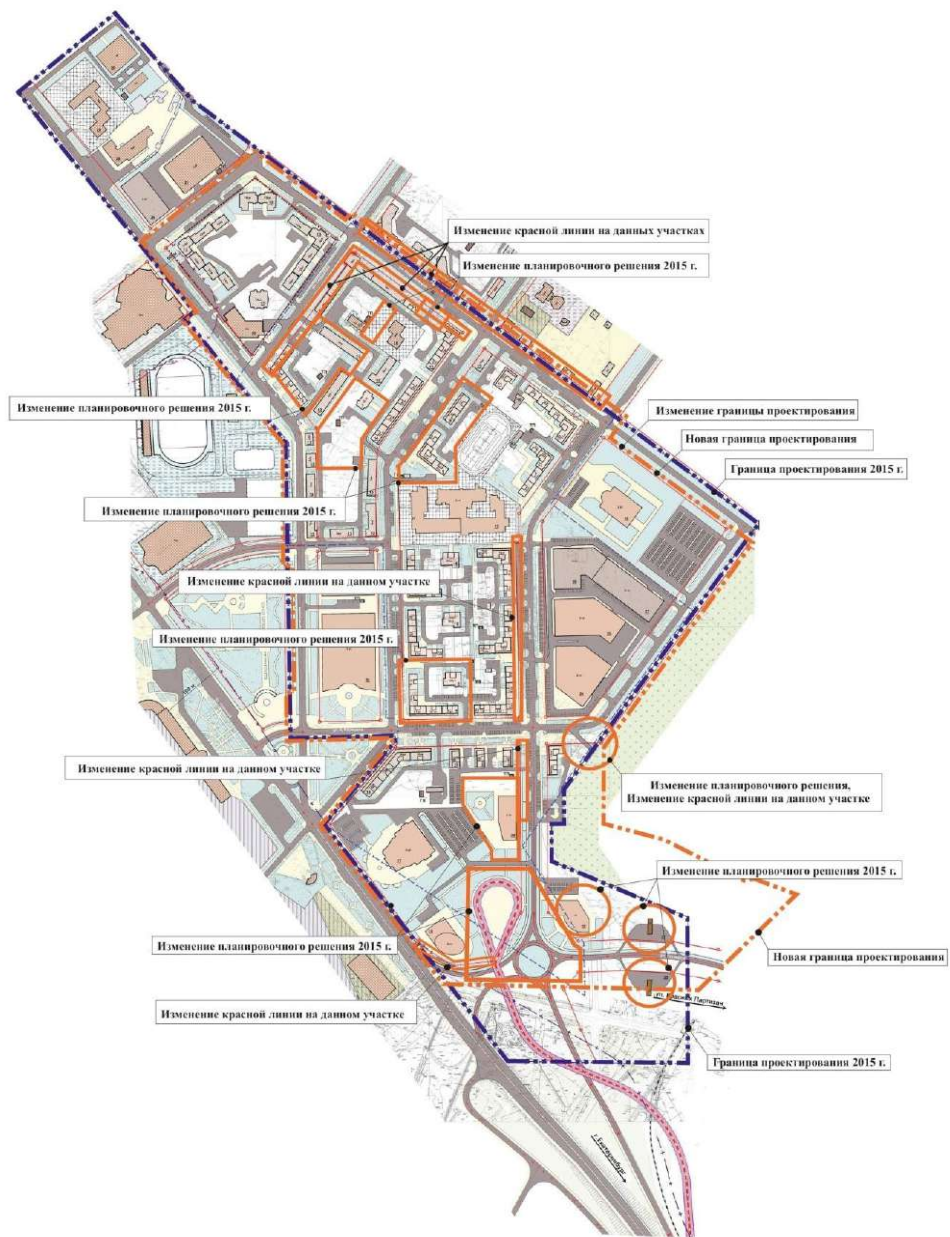 Изменение красной линии на данных участках
Изменение планировочного решения 2015 г.
Изменение планировочного решения 2015 г.
Изменение границы проектирования
Новая граница проектирования
Граница проектирования 2015 г.
Изменение планировочного решения 2015 г.
Изменение красной линии на данном участке
Изменение планировочного решения 2015 г.
Изменение красной линии на данном участке
Изменение планировочного решения,
Изменение красной линии на данном участке
Изменение планировочного решения 2015 г.
Изменение планировочного решения 2015 г.
Новая граница проектирования
Изменение красной линии на данном участке
Граница проектирования 2015 г.
г. Екатеринбург